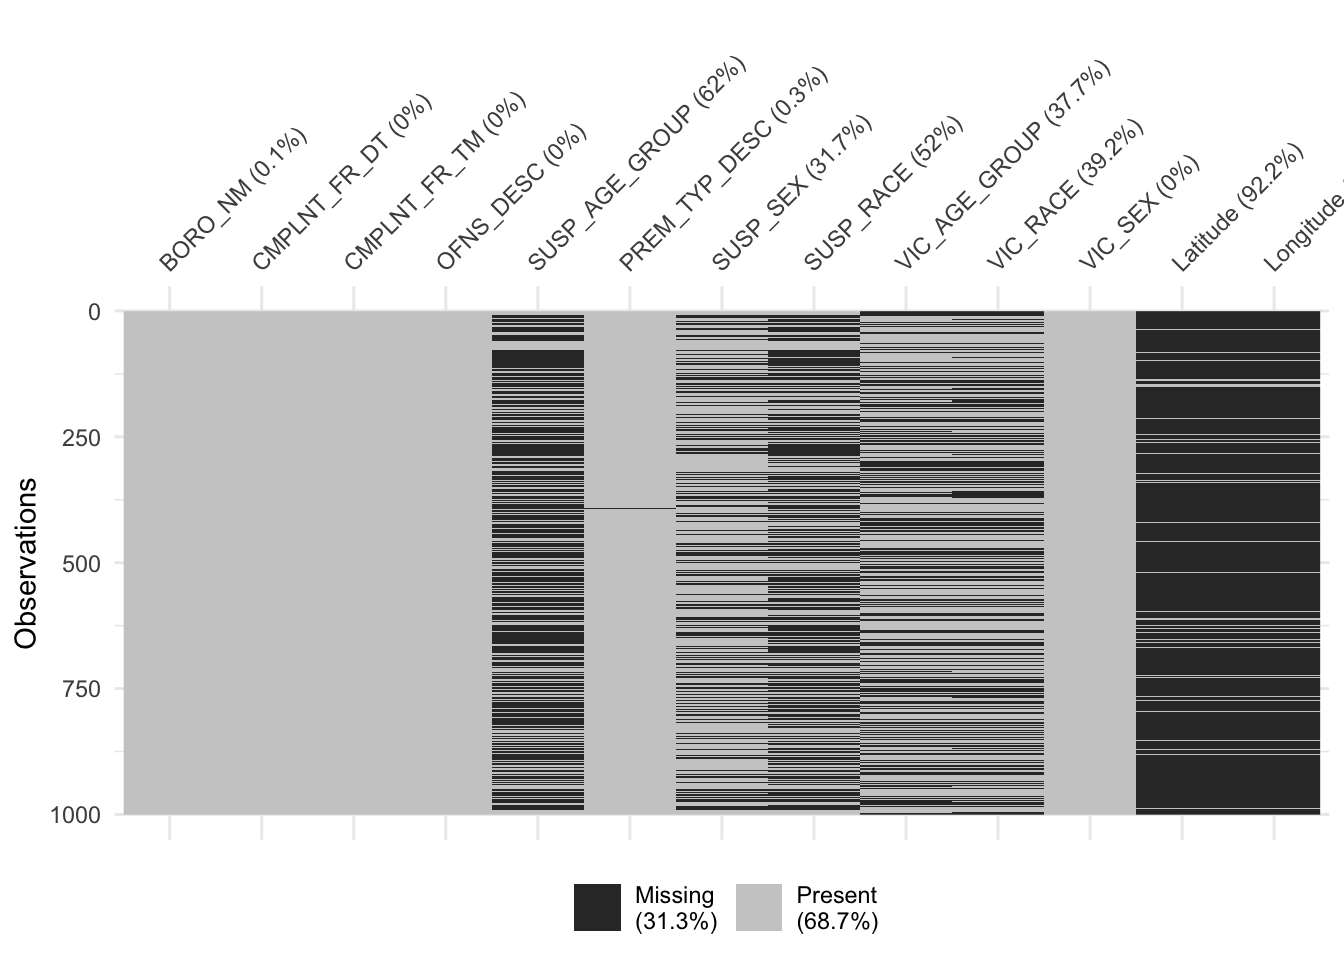 BORO_NM (0.1%)
CMPLNT_FR_DT (0%)
CMPLNT_FR_TM (0%)
OFNS_DESC (0%)
SUSP_AGE_GROUP (62%)
PREM_TYP_DESC (0.3%)
SUSP_SEX (31.7%)
SUSP_RACE (52%)
VIC_AGE_GROUP (37.7%)
VIC_RACE (39.2%)
VIC_SEX (0%)
Latitude (92.2%)
Longitude
0
250
500
750
1000
Observations
Missing
(31.3%)
Present
(68.7%)